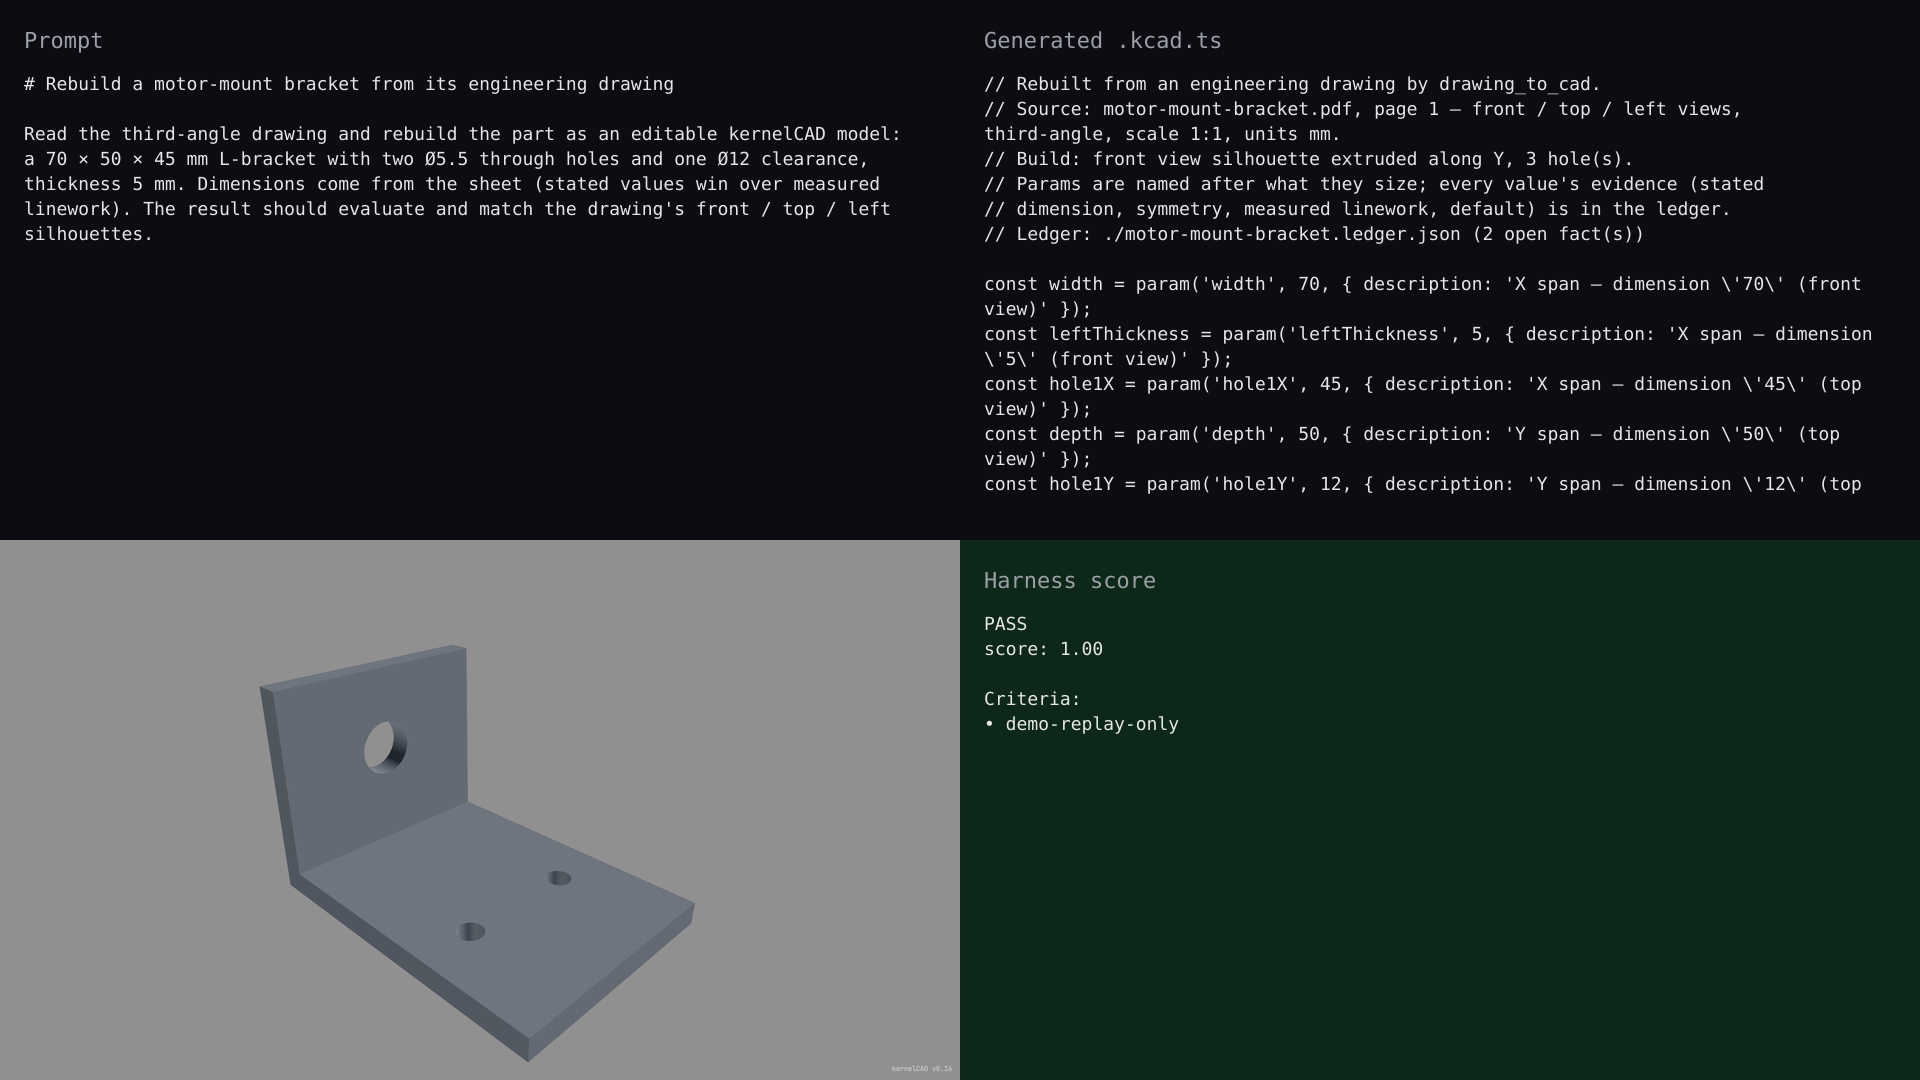 Prompt
# Rebuild a motor-mount bracket from its engineering drawing
Read the third-angle drawing and rebuild the part as an editable kernelCAD model:
a 70 × 50 × 45 mm L-bracket with two Ø5.5 through holes and one Ø12 clearance,
thickness 5 mm. Dimensions come from the sheet (stated values win over measured
linework). The result should evaluate and match the drawing's front / top / left
silhouettes.
Generated .kcad.ts
// Rebuilt from an engineering drawing by drawing_to_cad.
// Source: motor-mount-bracket.pdf, page 1 — front / top / left views,
third-angle, scale 1:1, units mm.
// Build: front view silhouette extruded along Y, 3 hole(s).
// Params are named after what they size; every value's evidence (stated
// dimension, symmetry, measured linework, default) is in the ledger.
// Ledger: ./motor-mount-bracket.ledger.json (2 open fact(s))
const width = param('width', 70, { description: 'X span — dimension \'70\' (front
view)' });
const leftThickness = param('leftThickness', 5, { description: 'X span — dimension
\'5\' (front view)' });
const hole1X = param('hole1X', 45, { description: 'X span — dimension \'45\' (top
view)' });
const depth = param('depth', 50, { description: 'Y span — dimension \'50\' (top
view)' });
const hole1Y = param('hole1Y', 12, { description: 'Y span — dimension \'12\' (top
Harness score
PASS
score: 1.00
Criteria:
• demo-replay-only
kernelCAD v0.16